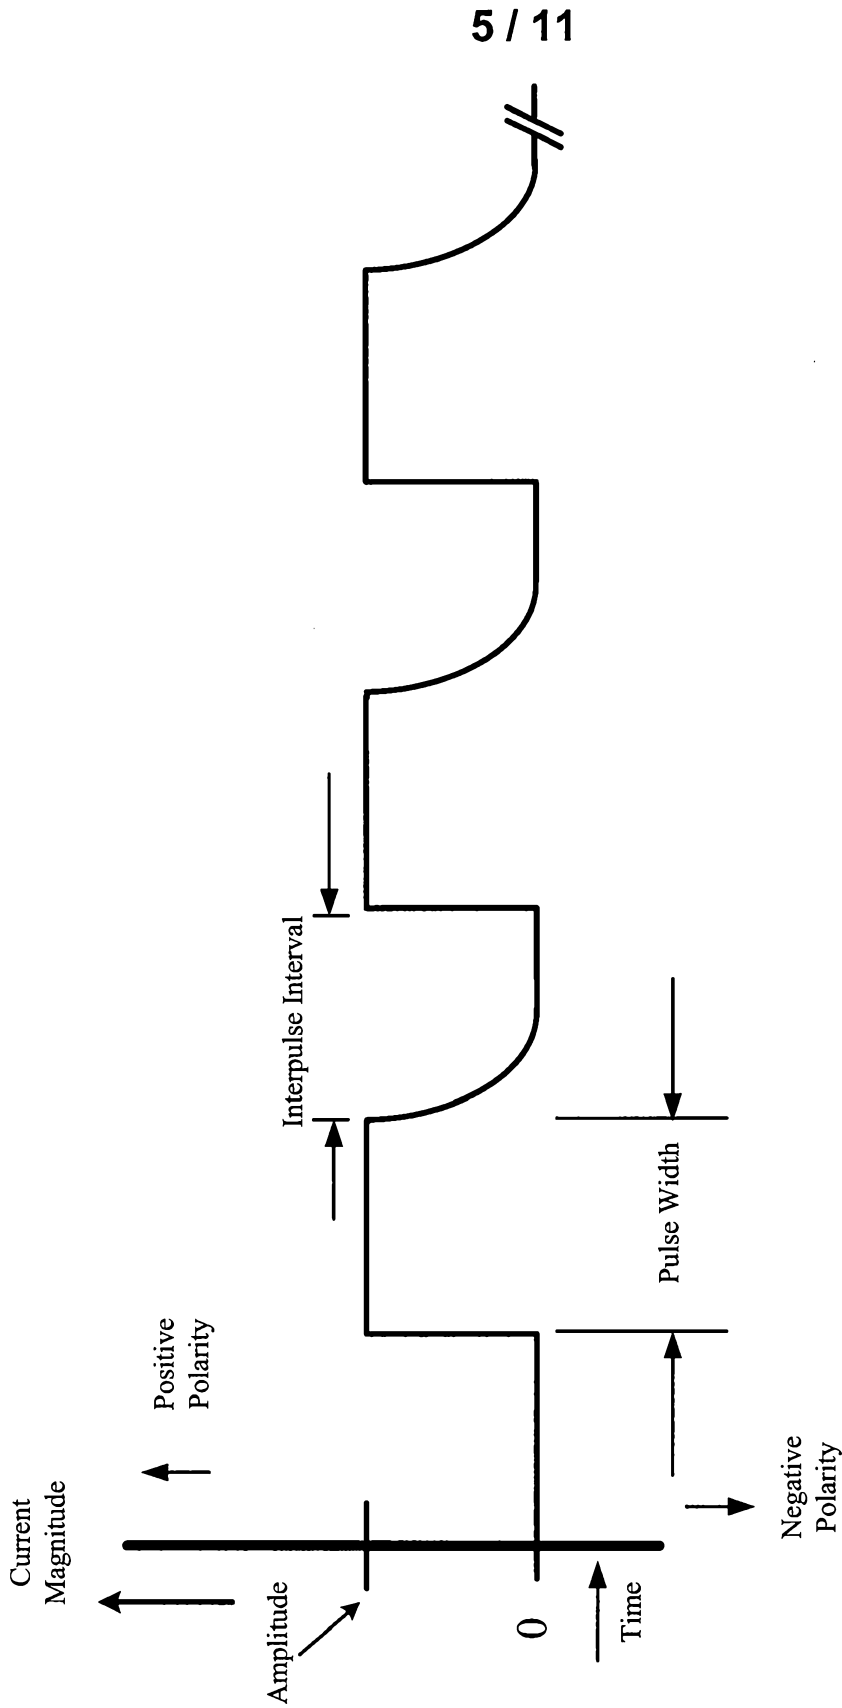 5 / 11
Current
Magnitude
Positive
Polarity
Amplitude
Interpulse Interval
0
Time
Pulse Width
Negative
Polarity